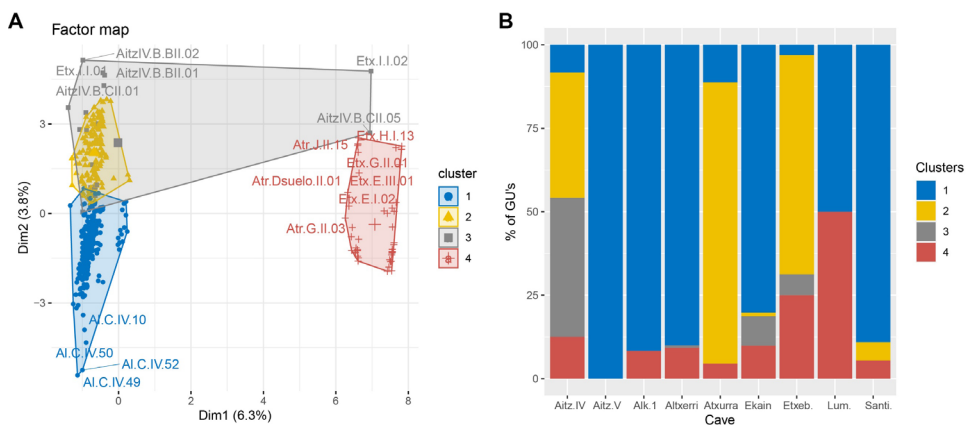 A
Factor map
AitzIV.B.BII.02
Etx.I.I.01
AitzIV.B.BII.01
AitzIV.B.CII.01
Etx.I.I.02
AitzIV.B.CII.05
Etx.H.I.13
Atr.J.II.15
Etx.G.II.01
Atr.Dsuelo.II.01
Etx.E.III.01
Etx.E.I.02
Atr.G.II.03
Al.C.IV.10
Al.C.IV.50
Al.C.IV.52
Al.C.IV.49
3
0
−3
Dim2 (3.8%)
0 2 4 6 8
Dim1 (6.3%)
cluster
1
2
3
4
B
100
75
50
25
0
% of GU's
Aitz.IV Aitz.V Alk.1 Altxerri Atxurra Ekain Etxeb. Lum. Santi.
Cave
Clusters
1
2
3
4